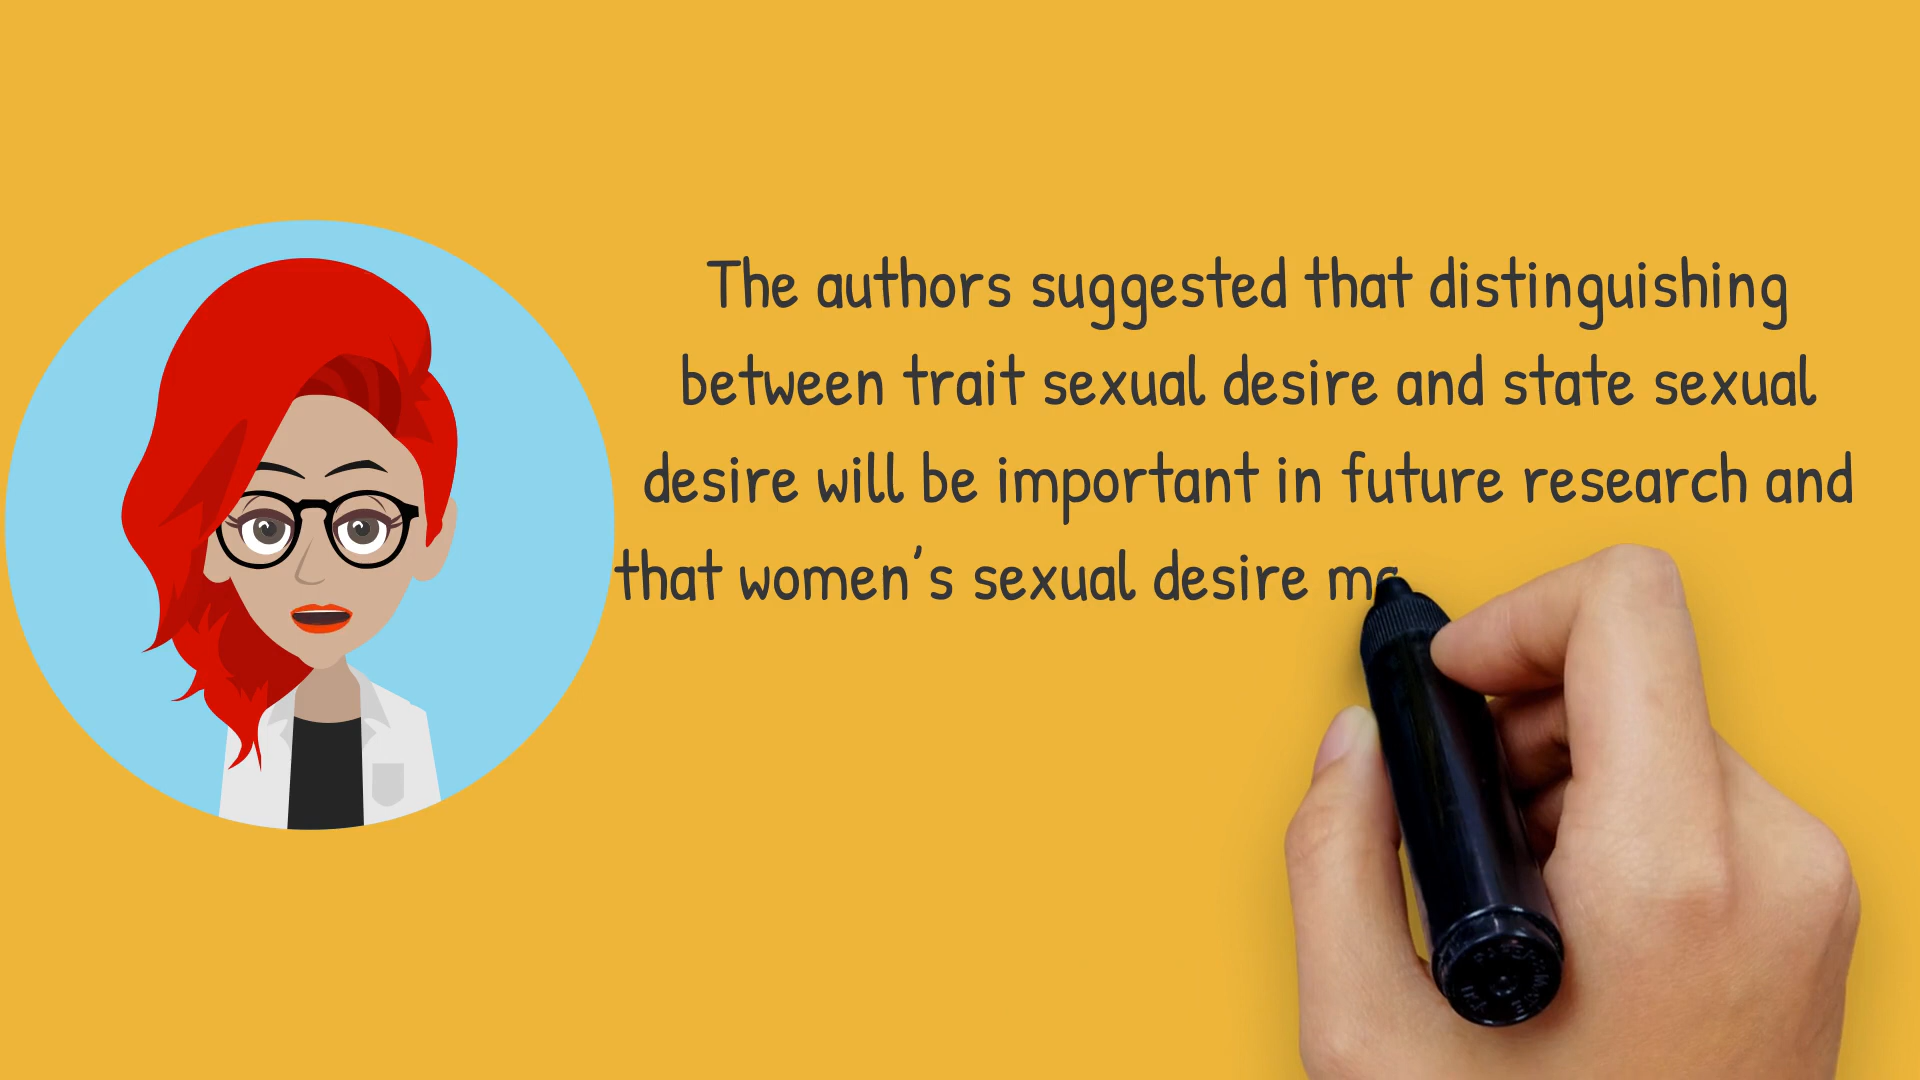 The authors suggested that distinguishing
between trait sexual desire and state sexual
desire will be important in future research and
that women's sexual desire